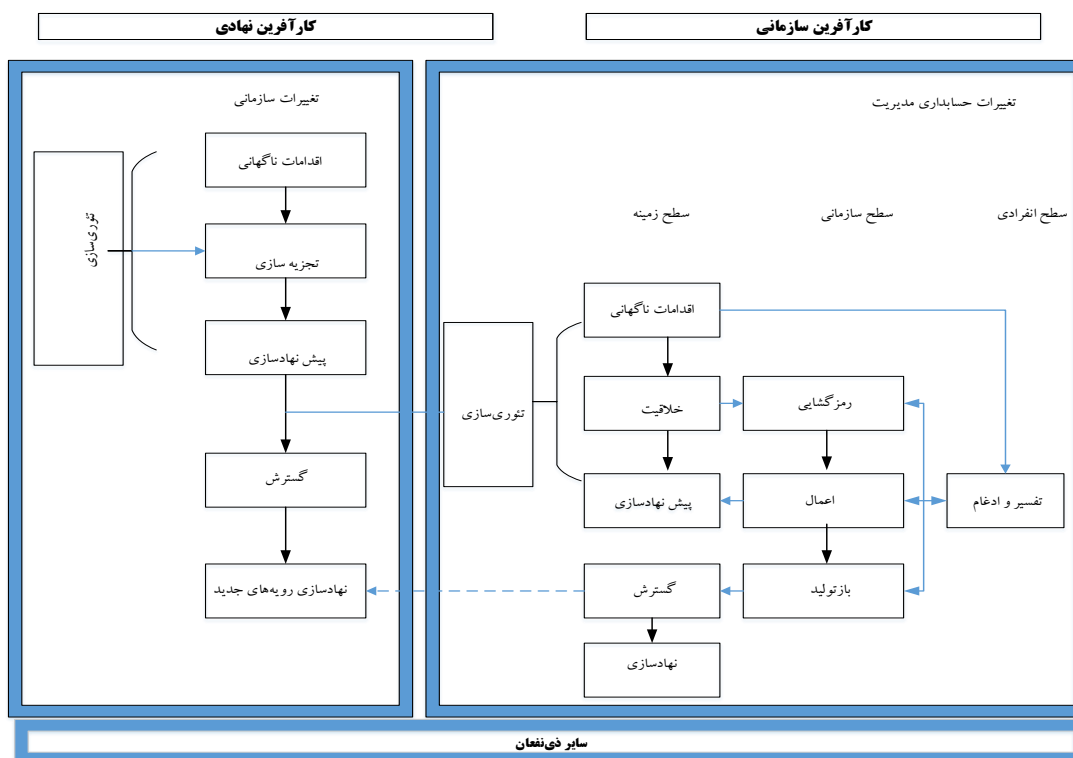 کارآفرین سازمانی
کارآفرین نهادی
تغییرات حسابداری مدیریت
سطح انفرادی
سطح سازمانی
سطح زمینه
اقدامات ناگهانی
خلاقیت
رمزگشایی
تئوری‌سازی
پیش نهادسازی
اعمال
تفسیر و ادغام
گسترش
بازتولید
نهادسازی
تغییرات سازمانی
اقدامات ناگهانی
تئوری‌سازی
تجزیه سازی
پیش نهادسازی
گسترش
نهادسازی رویه‌های جدید
سایر ذی‌نفعان